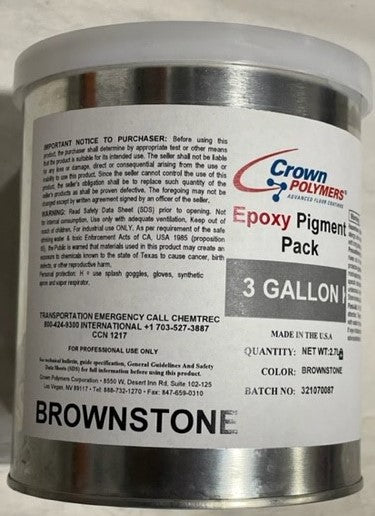 IMPORTANT NOTICE TO PURCHASER: Before using this
product, the purchaser shall determine by appropriate test or other means
that the product is suitable for its intended use. The seller shall not be liable
to any loss, damage, direct or consequential arising from the use or
inability to use this product. Since the seller cannot control the use of this
product, the seller's obligation shall be to replace such quantity of the
seller's products as shall be proven defective. The foregoing may not be
changed except by written agreement signed by an officer of the seller.
WARNING: Read Safety Data Sheet (SDS) prior to opening. Not
for internal consumption, Use only with adequate ventilation, Keep out of
reach of children. For Industrial use ONLY, As per requirement of the safe
drinking water & toxic Enforcement Acts of CA, USA 1985 (proposition
65), the Public is warned that materials used in this product may create an
exposure to chemicals known to the state of Texas to cause cancer, birth
defects, or other reproductive harm.
Personal protection: H = use splash goggles, gloves, synthetic
apron and vapor respirator.
TRANSPORTATION EMERGENCY CALL CHEMTREC
800-424-9300 INTERNATIONAL +1 703-527-3887
CCN 1217
FOR PROFESSIONAL USE ONLY
For technical bulletin, guide specification, General Guidelines And Safety
Data Sheets (SDS) for full information before using this product.
Crown Polymers Corporation • 8550 W. Desert Inn Rd. Suite 102-125
Las Vegas, NV 89117 • Tel: 888-732-1270 • Fax: 847-659-0310
BROWNSTONE
Crown
POLYMERS
ADVANCED FLOOR COATINGS
Epoxy Pigment
Pack
3 GALLON
MADE IN THE U.S.A
QUANTITY: NET WT:2.7L
COLOR: BROWNSTONE
BATCH NO: 321070087